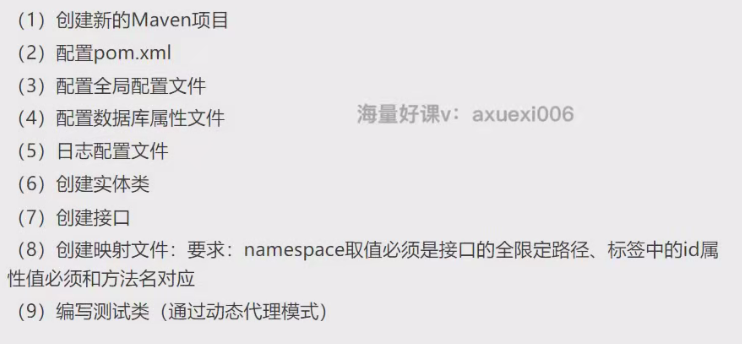 （1）创建新的Maven项目
（2）配置pom.xml
（3）配置全局配置文件
（4）配置数据库属性文件
海量好课v：axuexi006
（5）日志配置文件
（6）创建实体类
（7）创建接口
（8）创建映射文件：要求：namespace取值必须是接口的全限定路径、标签中的id属
性值必须和方法名对应
（9）编写测试类（通过动态代理模式）